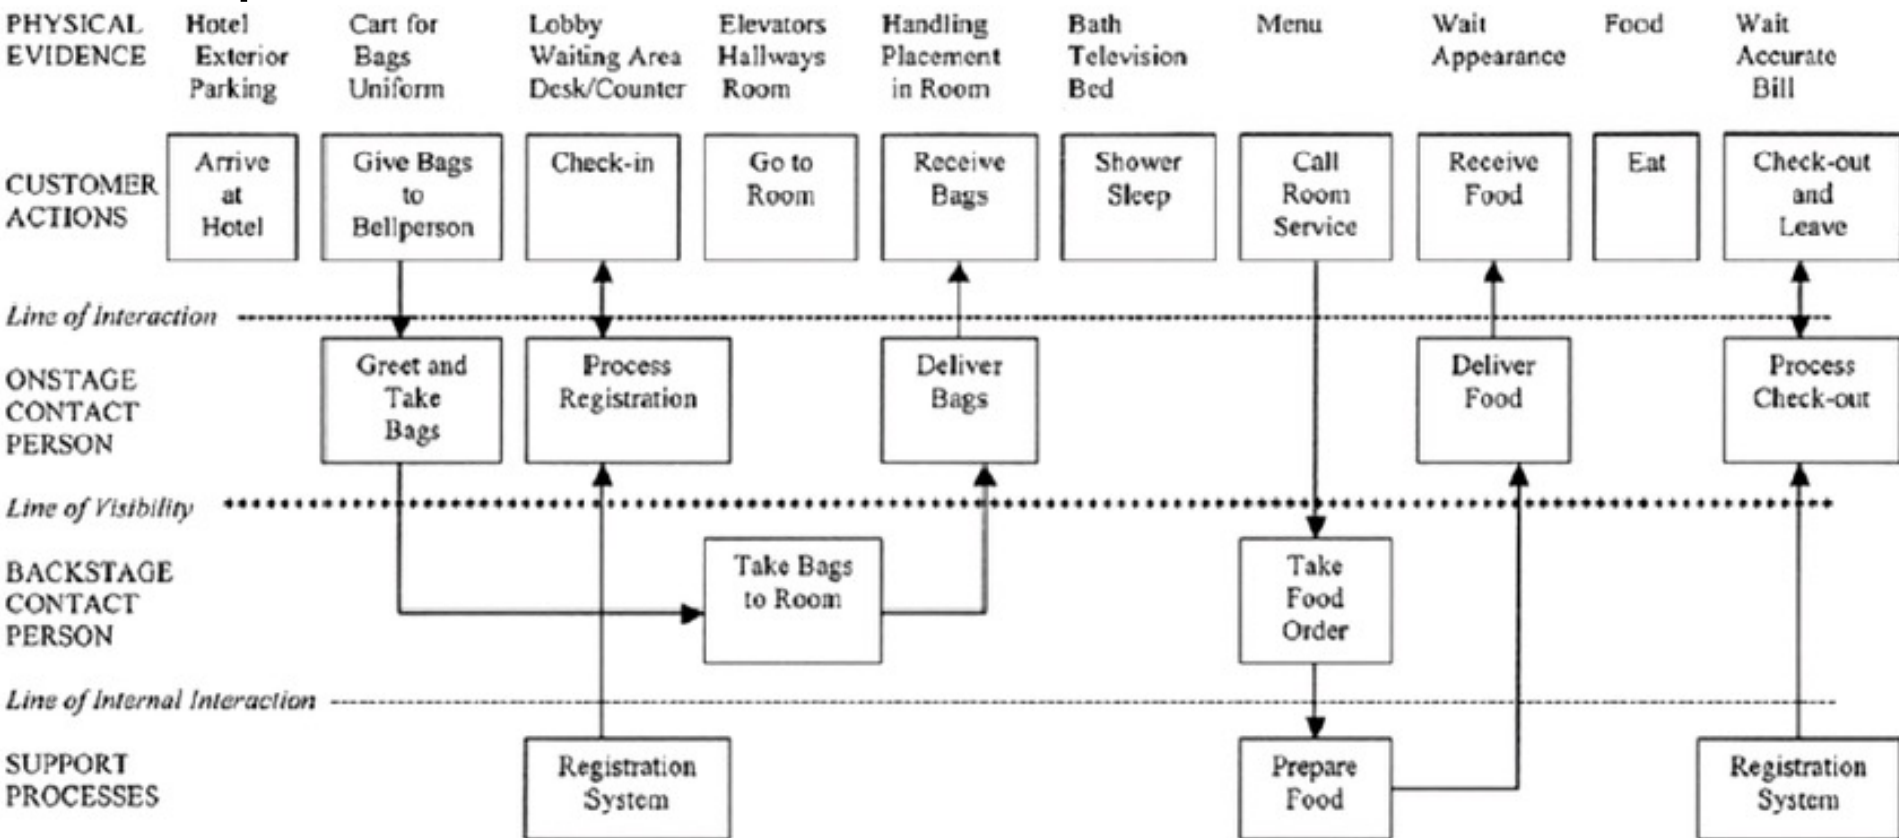 PHYSICAL
EVIDENCE
Hotel
Exterior
Parking
Cart for
Bags
Uniform
Lobby
Waiting Area
Desk/Counter
Elevators
Hallways
Room
Handling
Placement
in Room
Bath
Television
Bed
Menu
Wait
Appearance
Food
Wait
Accurate
Bill
CUSTOMER
ACTIONS
Arrive
at
Hotel
Give Bags
to
Bellperson
Check-in
Go to
Room
Receive
Bags
Shower
Sleep
Call
Room
Service
Receive
Food
Eat
Check-out
and
Leave
Line of Interaction
ONSTAGE
CONTACT
PERSON
Greet and
Take
Bags
Process
Registration
Deliver
Bags
Deliver
Food
Process
Check-out
Line of Visibility
BACKSTAGE
CONTACT
PERSON
Take Bags
to Room
Take
Food
Order
Line of Internal Interaction
SUPPORT
PROCESSES
Registration
System
Prepare
Food
Registration
System